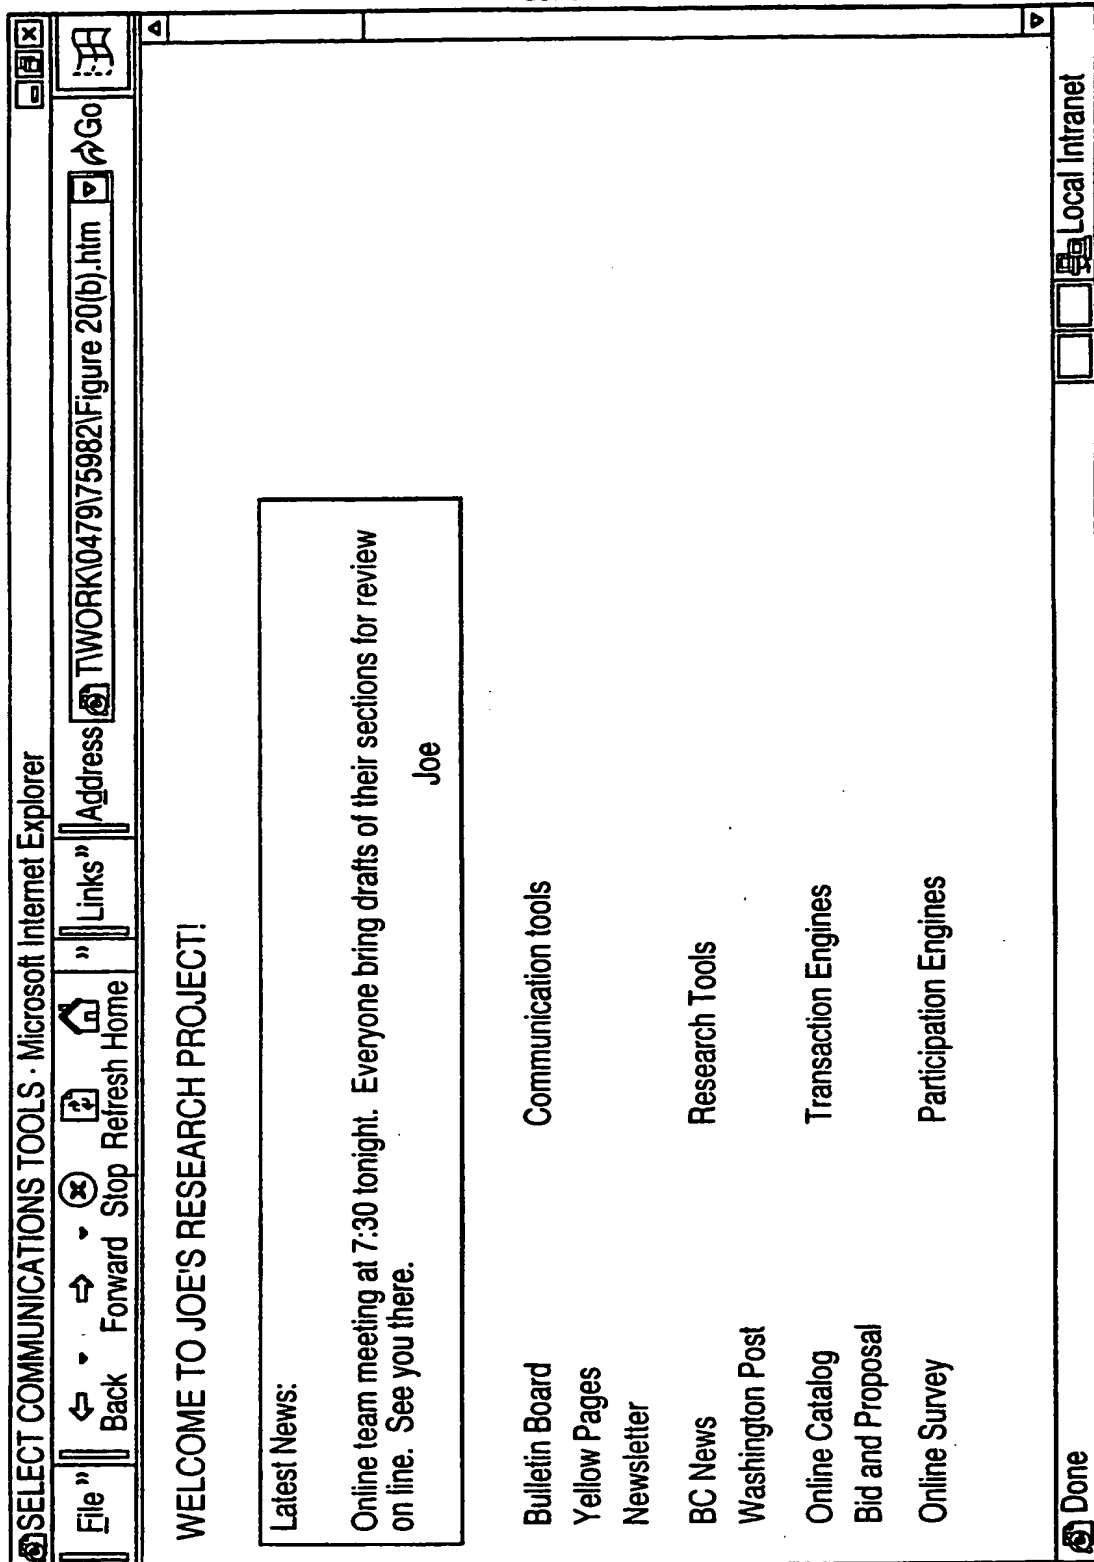 SELECT COMMUNICATIONS TOOLS · Microsoft Internet Explorer
File » Back Forward Stop Refresh Home » Links » Address T\WORK\0479\75982\Figure 20(b).htm Go
WELCOME TO JOE'S RESEARCH PROJECT!
Latest News:
Online team meeting at 7:30 tonight. Everyone bring drafts of their sections for review
on line. See you there.
Joe
Bulletin Board Communication tools
Yellow Pages
Newsletter
BC News Research Tools
Washington Post
Online Catalog Transaction Engines
Bid and Proposal
Online Survey Participation Engines
Done Local Intranet